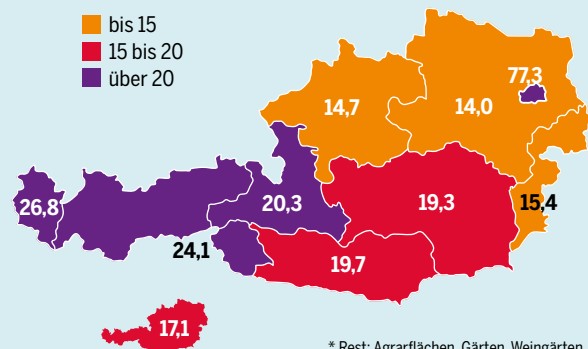 bis 15
15 bis 20
über 20
77,3
14,7
14,0
26,8
20,3
19,3
15,4
24,1
19,7
17,1
* Rest: Agrarflächen, Gärten, Weingärten